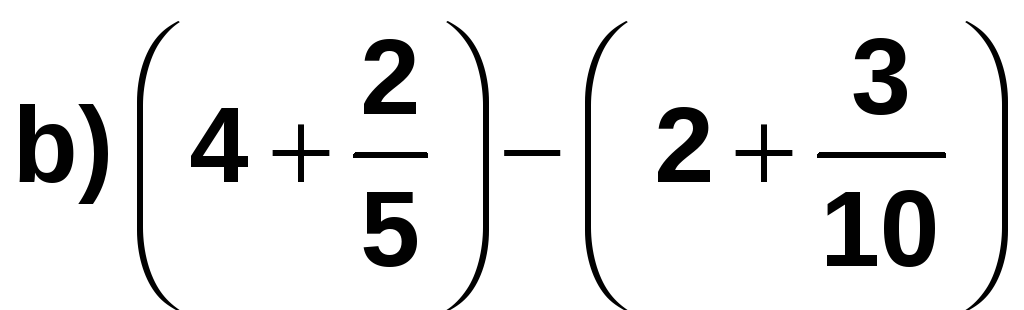 b) (4 + 2/5) − (2 + 3/10)